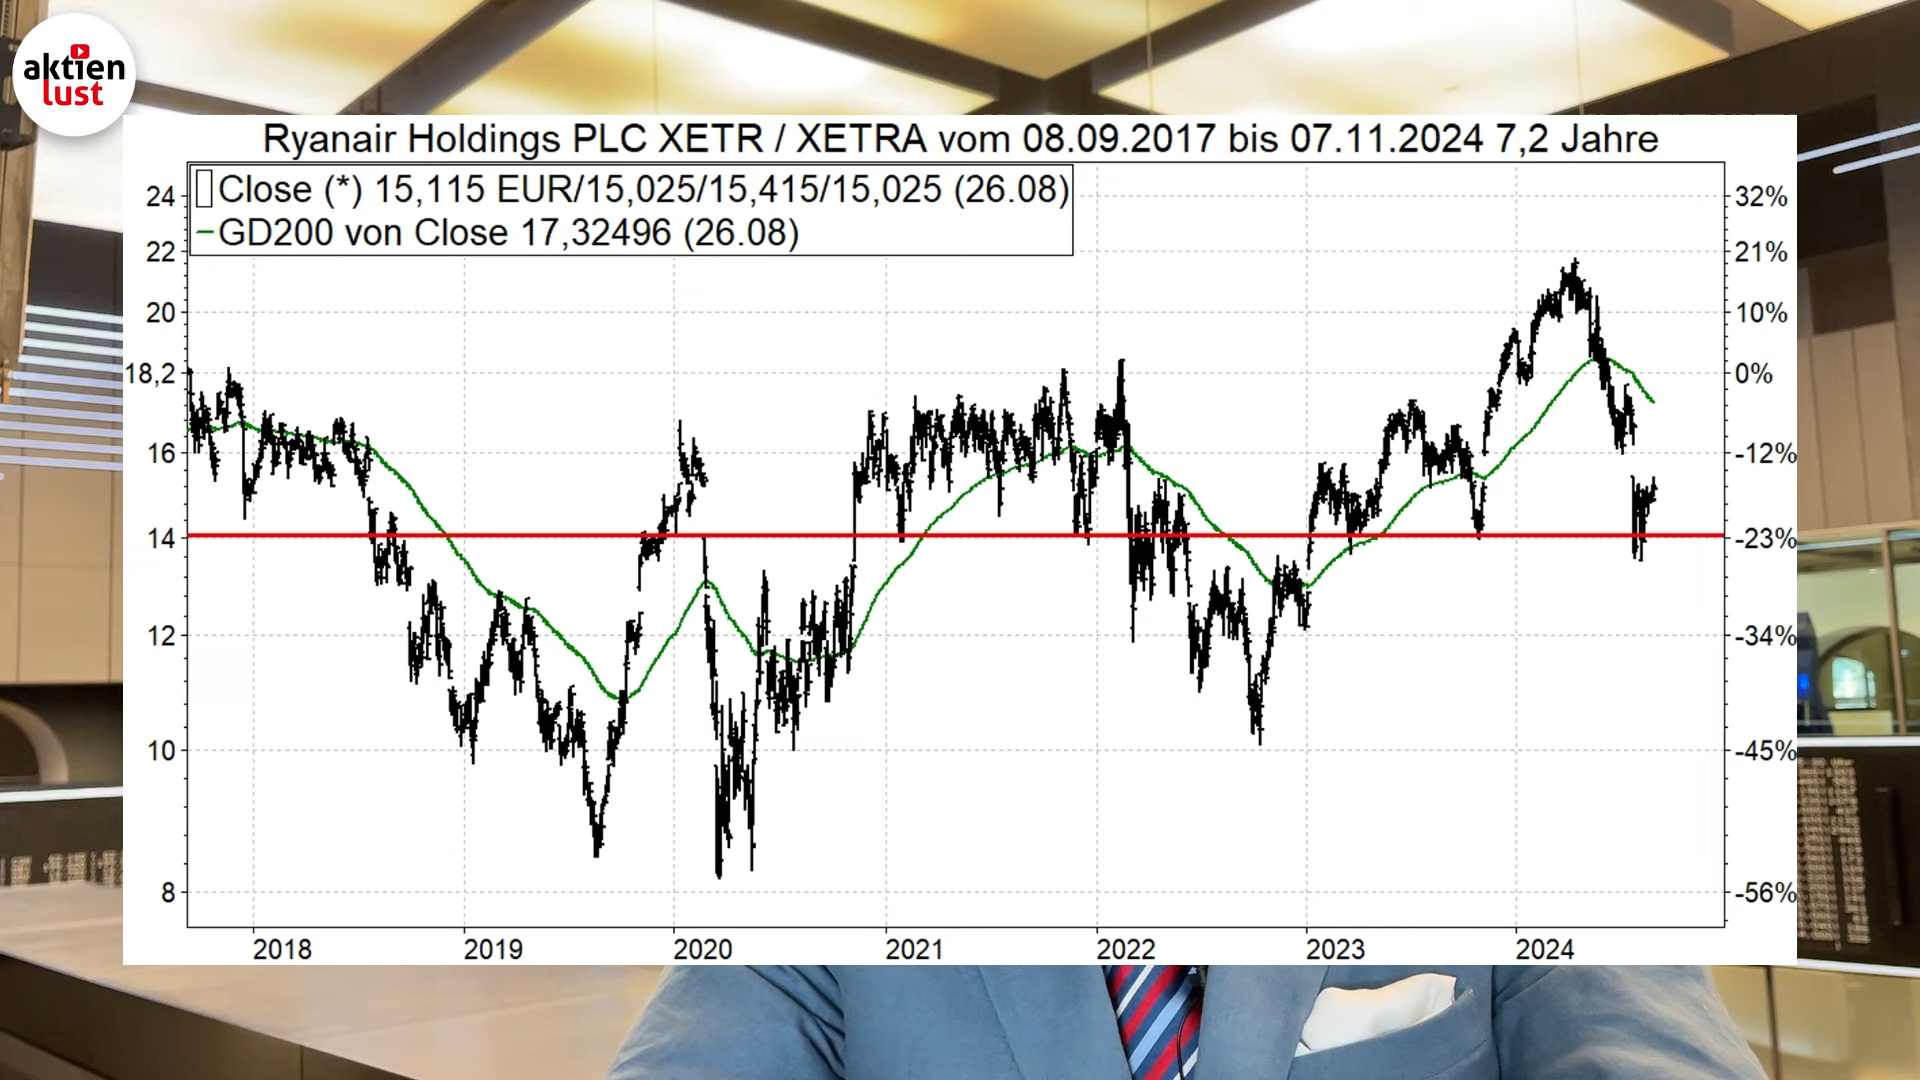 aktien
lust
Ryanair Holdings PLC XETR / XETRA vom 08.09.2017 bis 07.11.2024 7,2 Jahre
Close (*) 15,115 EUR/15,025/15,415/15,025 (26.08)
GD200 von Close 17,32496 (26.08)
24 32%
22 21%
20 10%
18,2 0%
16 -12%
14 -23%
12 -34%
10 -45%
8 -56%
2018 2019 2020 2021 2022 2023 2024